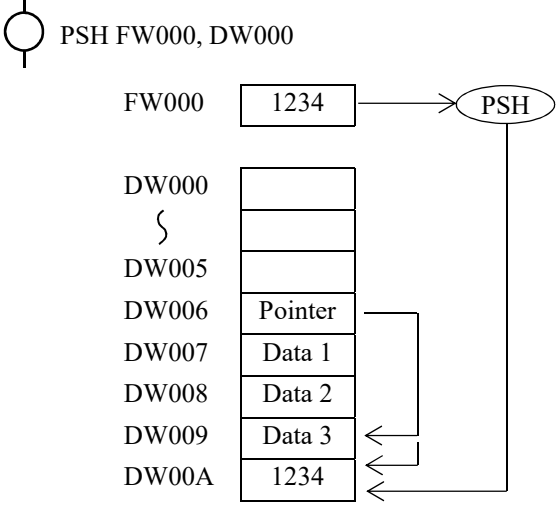 PSH FW000, DW000
FW000 1234 PSH
DW000
DW005
DW006 Pointer
DW007 Data 1
DW008 Data 2
DW009 Data 3
DW00A 1234